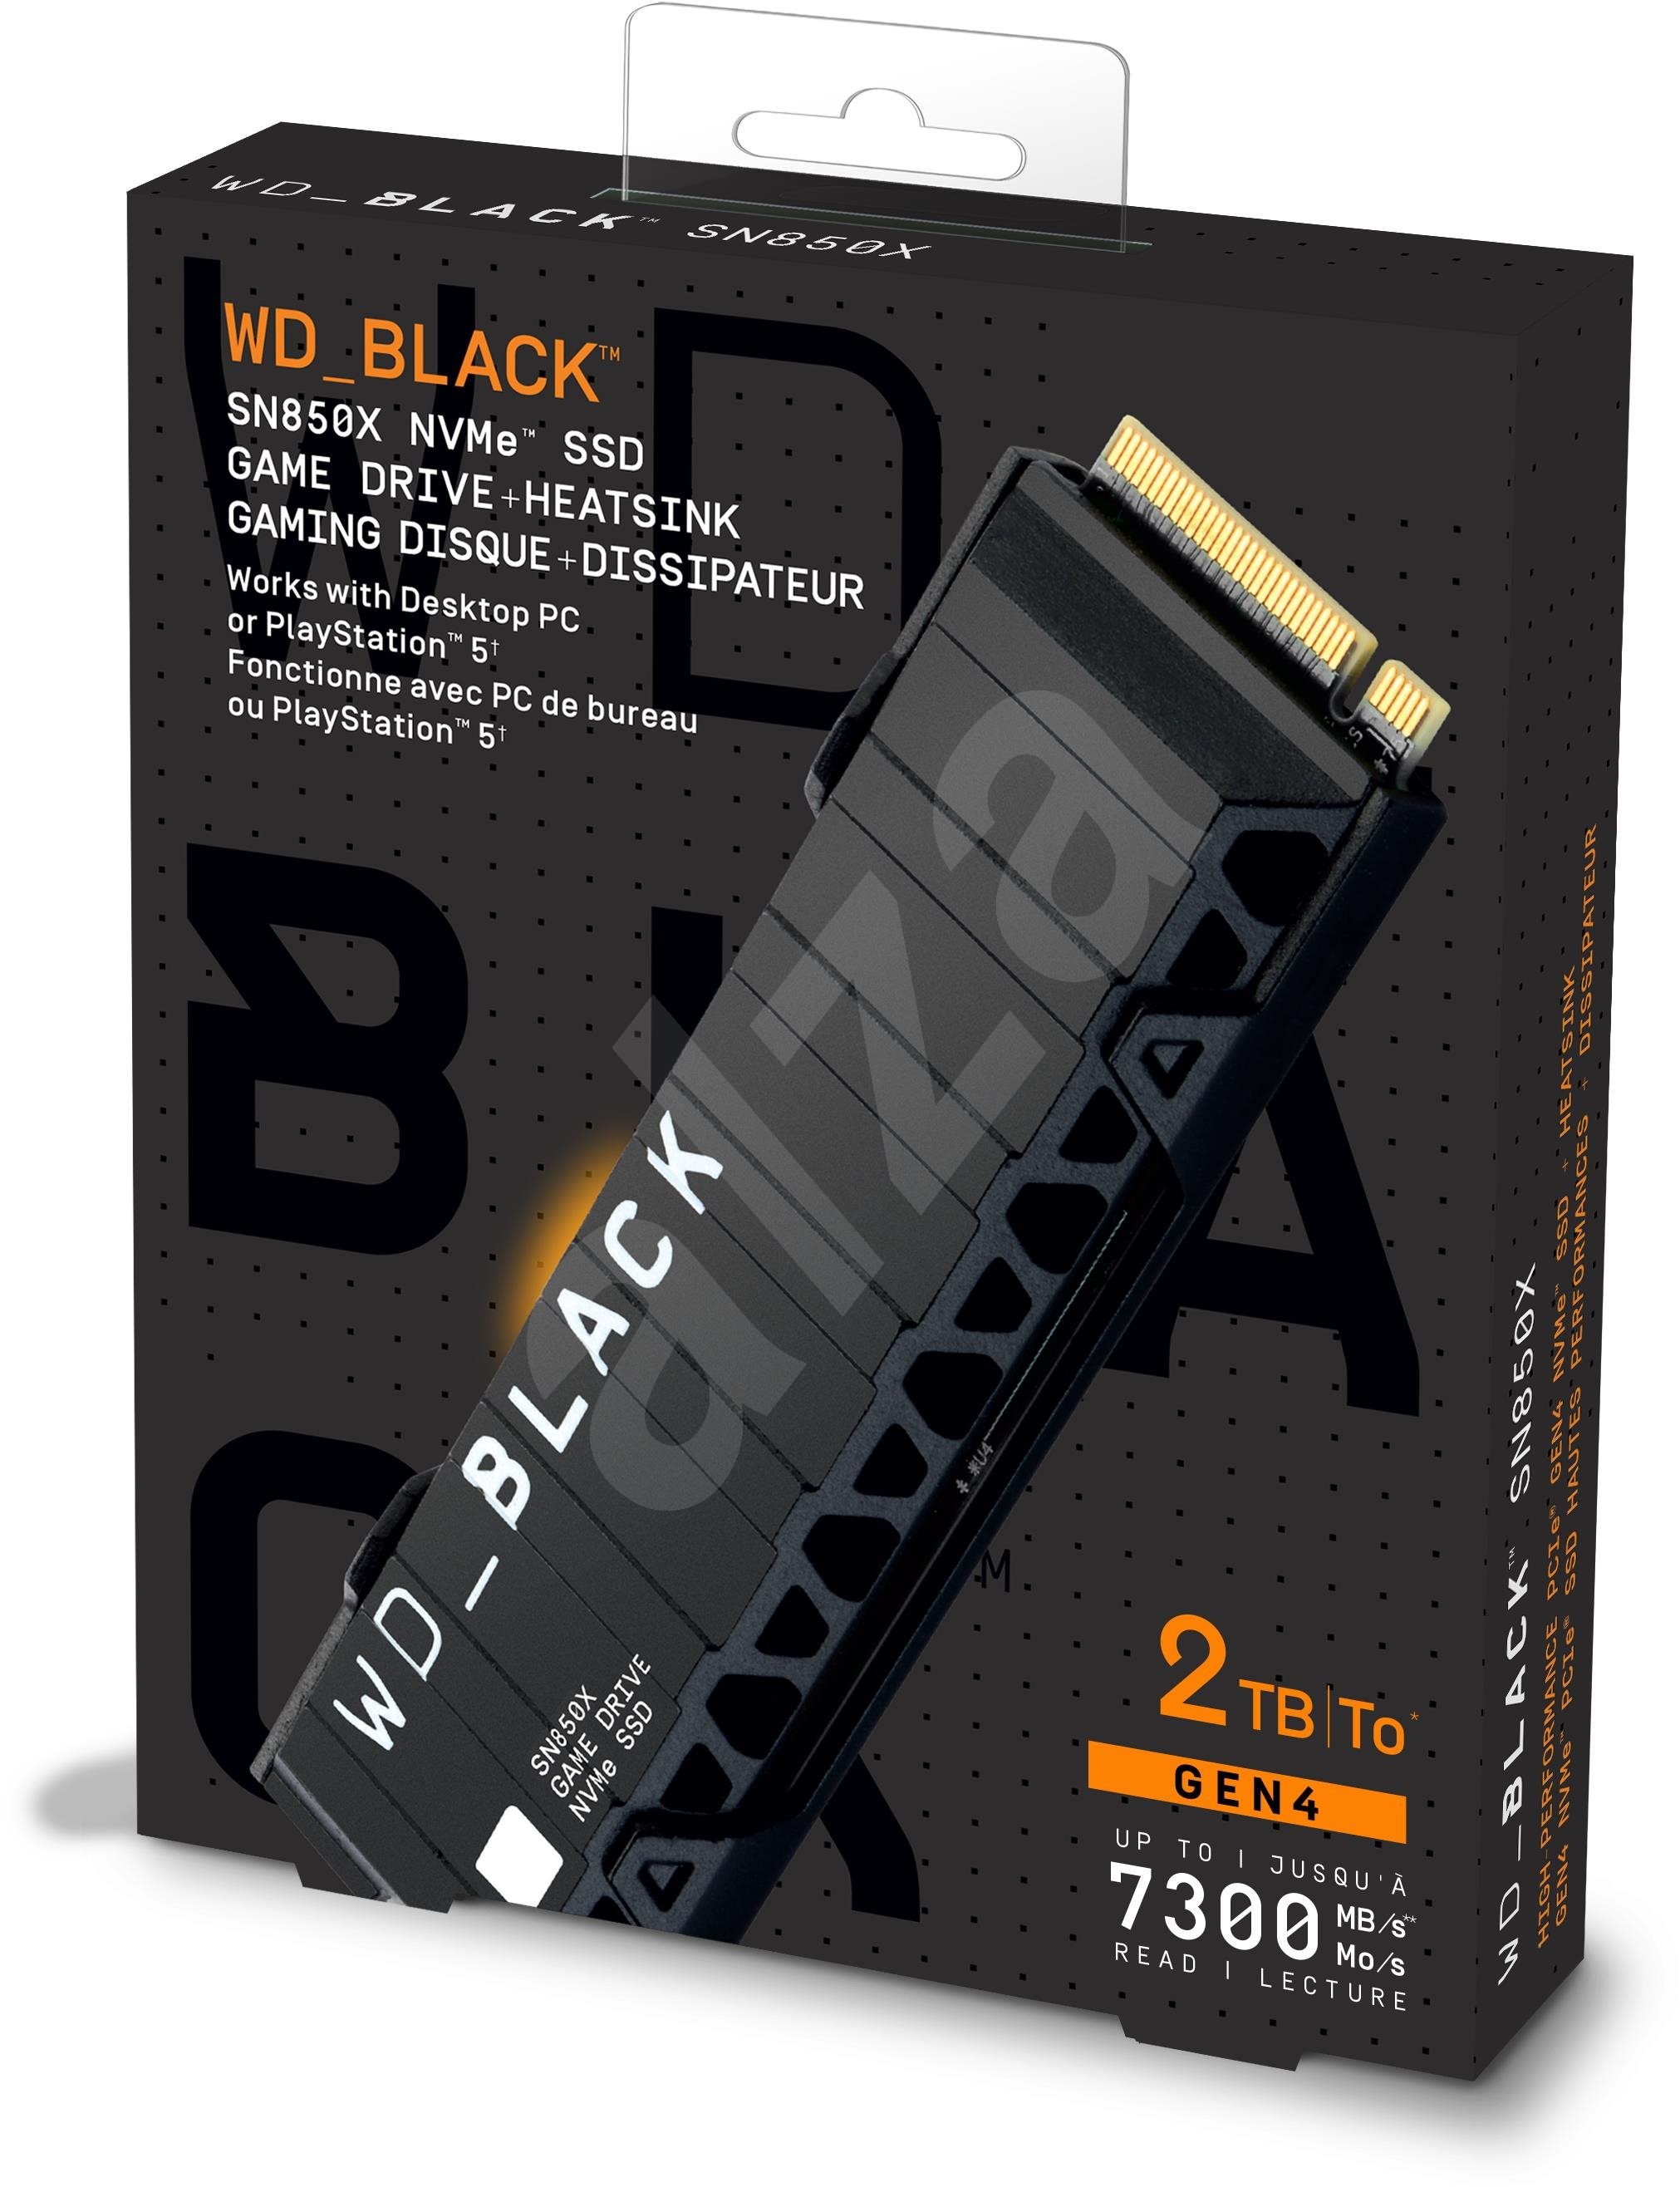 WD_BLACK™ SN850X
WD_BLACK™
SN850X NVMe™ SSD
GAME DRIVE+HEATSINK
GAMING DISQUE+DISSIPATEUR
Works with Desktop PC
or PlayStation™ 5†
Fonctionne avec PC de bureau
ou PlayStation™ 5†
WD_BLACK
SN850X
GAME DRIVE
NVMe SSD
alza
2 TB|To*
GEN4
UP TO | JUSQU'À
7300 MB/s**
Mo/s
READ | LECTURE
WD_BLACK™ SN850X
HIGH-PERFORMANCE PCIe® GEN4 NVMe™ SSD + HEATSINK
GEN4 NVMe™ PCIe® SSD HAUTES PERFORMANCES + DISSIPATEUR